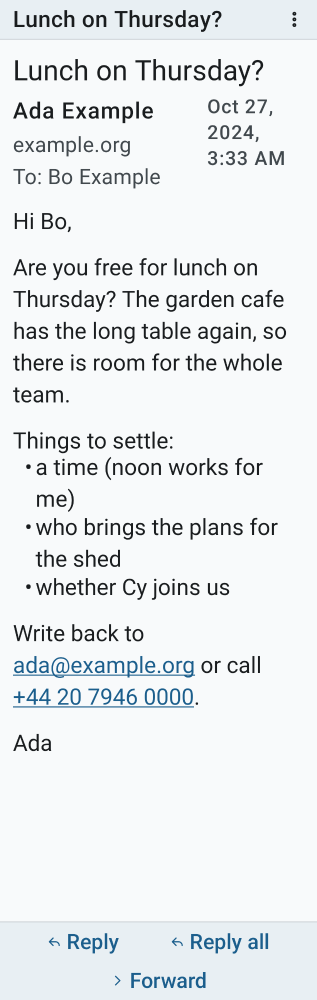 Lunch on Thursday?
Lunch on Thursday?
Ada Example
Oct 27,
2024,
3:33 AM
example.org
To: Bo Example
Hi Bo,
Are you free for lunch on
Thursday? The garden cafe
has the long table again, so
there is room for the whole
team.
Things to settle:
• a time (noon works for
me)
• who brings the plans for
the shed
• whether Cy joins us
Write back to
ada@example.org or call
+44 20 7946 0000.
Ada
Reply
Reply all
Forward